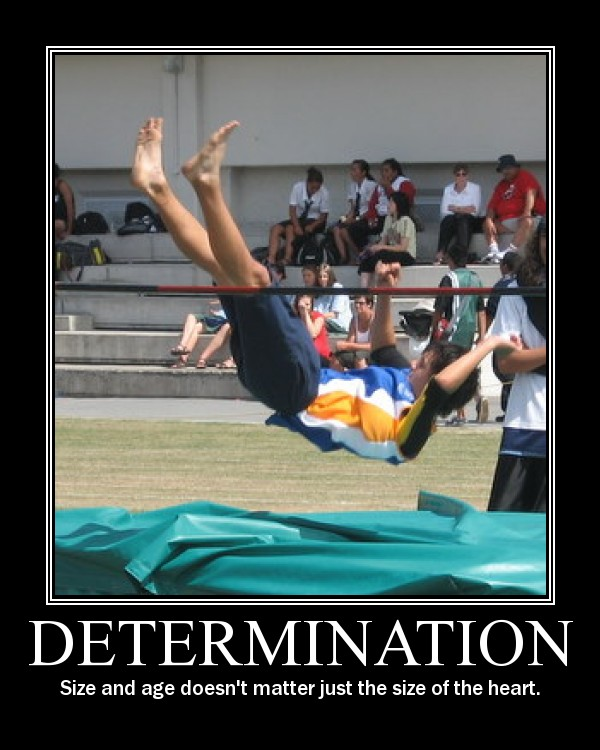 DETERMINATION
Size and age doesn't matter just the size of the heart.